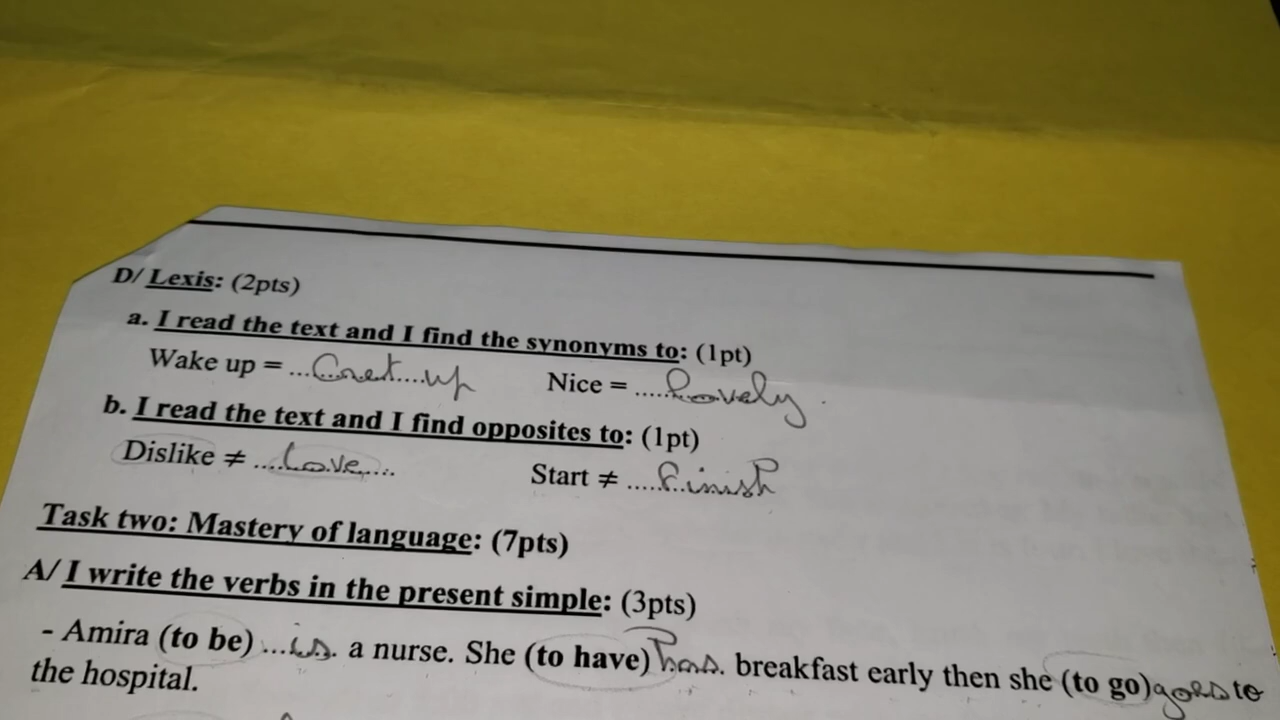 D/ Lexis: (2pts)
a. I read the text and I find the synonyms to: (1pt)
Wake up = ...Get....up Nice = .....Lovely.
b. I read the text and I find opposites to: (1pt)
Dislike ≠ ....Love.... Start ≠ .....Finish
Task two: Mastery of language: (7pts)
A/ I write the verbs in the present simple: (3pts)
- Amira (to be) ...is. a nurse. She (to have) has. breakfast early then she (to go) goes to
the hospital.